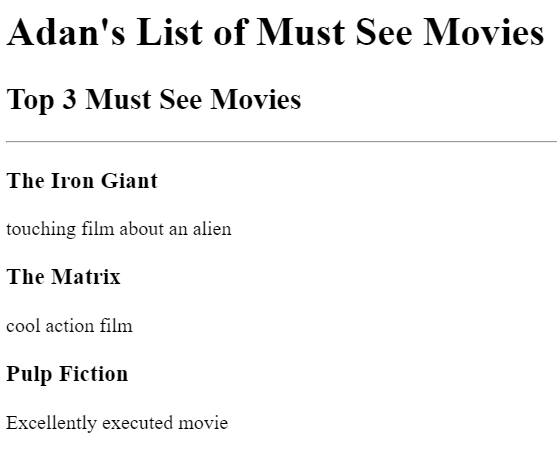 Adan's List of Must See Movies
Top 3 Must See Movies
The Iron Giant
touching film about an alien
The Matrix
cool action film
Pulp Fiction
Excellently executed movie